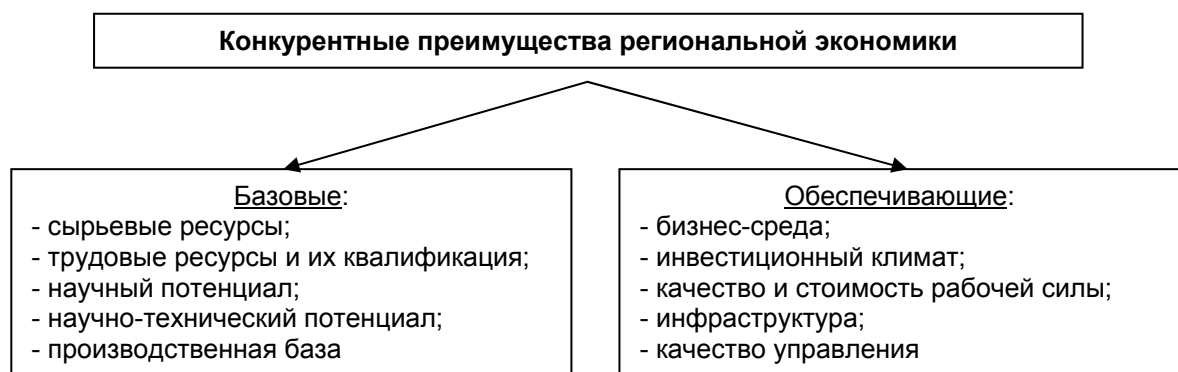 Конкурентные преимущества региональной экономики
Базовые:
- сырьевые ресурсы;
- трудовые ресурсы и их квалификация;
- научный потенциал;
- научно-технический потенциал;
- производственная база
Обеспечивающие:
- бизнес-среда;
- инвестиционный климат;
- качество и стоимость рабочей силы;
- инфраструктура;
- качество управления